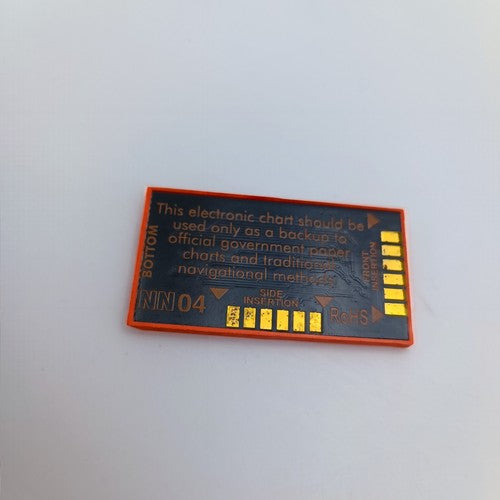 This electronic chart should be
used only as a backup to
official government paper
charts and traditional
navigational methods.
BOTTOM
FRONT
INSERTION
NN04
SIDE
INSERTION
RoHS